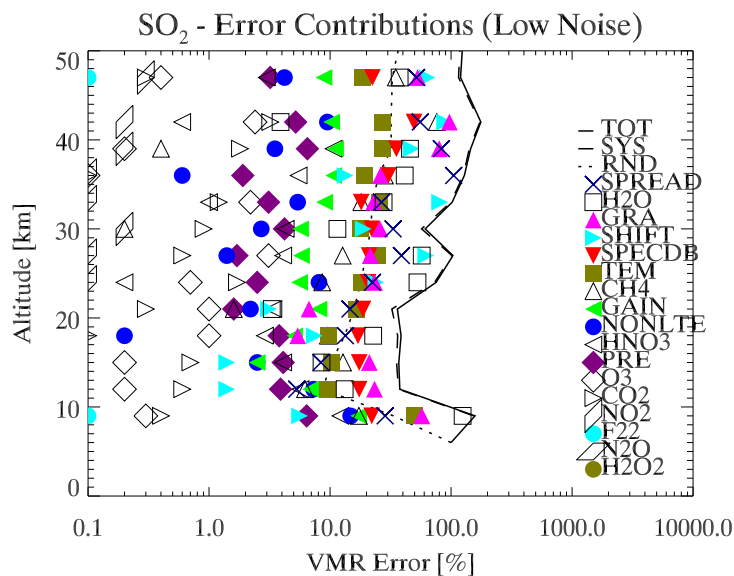 SO2 - Error Contributions (Low Noise)
50
40
30
20
10
0
Altitude [km]
TOT
SYS
RND
SPREAD
H2O
GRA
SHIFT
SPECDB
TEM
CH4
GAIN
NONLTE
HNO3
PRE
O3
CO2
NO2
F22
N2O
H2O2
0.1 1.0 10.0 100.0 1000.0 10000.0
VMR Error [%]